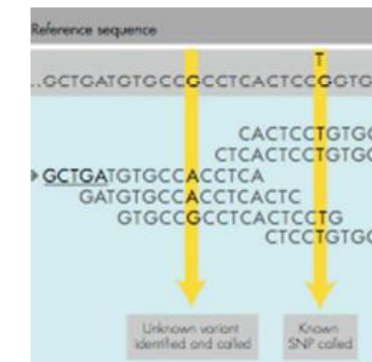 Reference sequence
T
..GCTGATGTGCCGCCTCACTCCGGTG
CACTCCTGTGC
CTCACTCCTGTGC
GCTGATGTGCCACCTCA
GATGTGCCACCTCACTC
GTGCCGCCTCACTCCTG
CTCCTGTGC
Unknown variant
identified and called
Known
SNP called